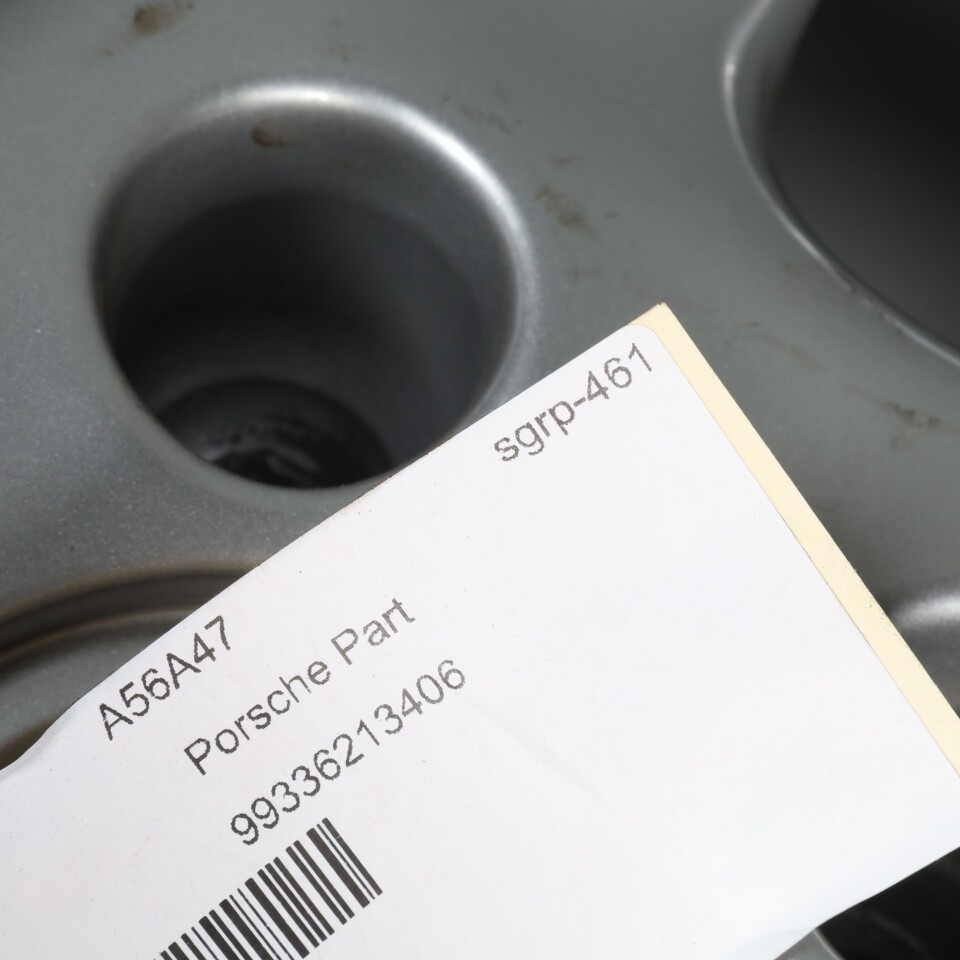 sgrp-461
A56A47
Porsche Part
99336213406